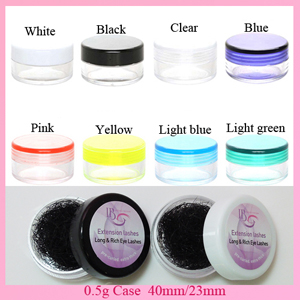 White
Black
Clear
Blue
Pink
Yellow
Light blue
Light green
Extension lashes
Long & Rich Eye Lashes
Extension lashes
Long & Rich Eye Lashes
0.5g Case 40mm/23mm